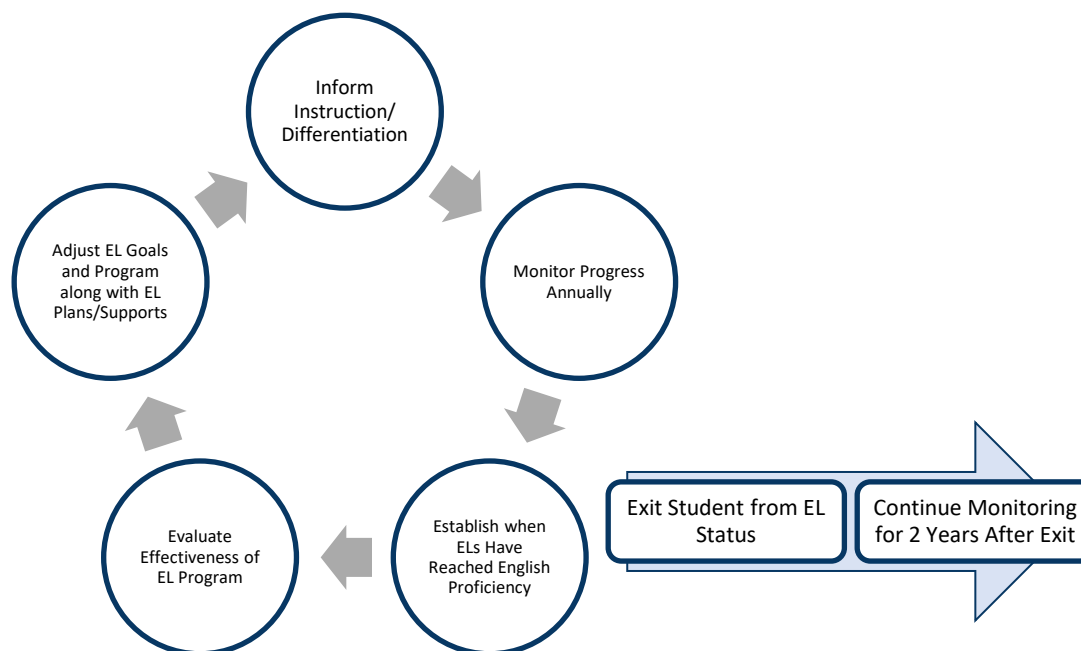 Inform
Instruction/
Differentiation
Monitor Progress
Annually
Establish when
ELs Have
Reached English
Proficiency
Evaluate
Effectiveness of
EL Program
Adjust EL Goals
and Program
along with EL
Plans/Supports
Exit Student from EL
Status
Continue Monitoring
for 2 Years After Exit